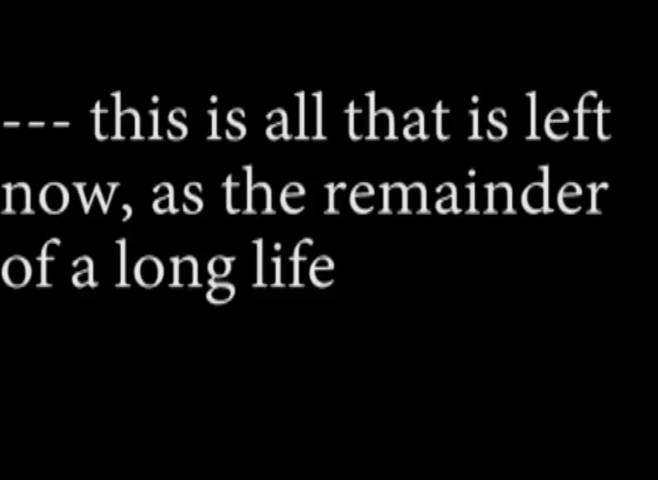 --- this is all that is left
now, as the remainder
of a long life